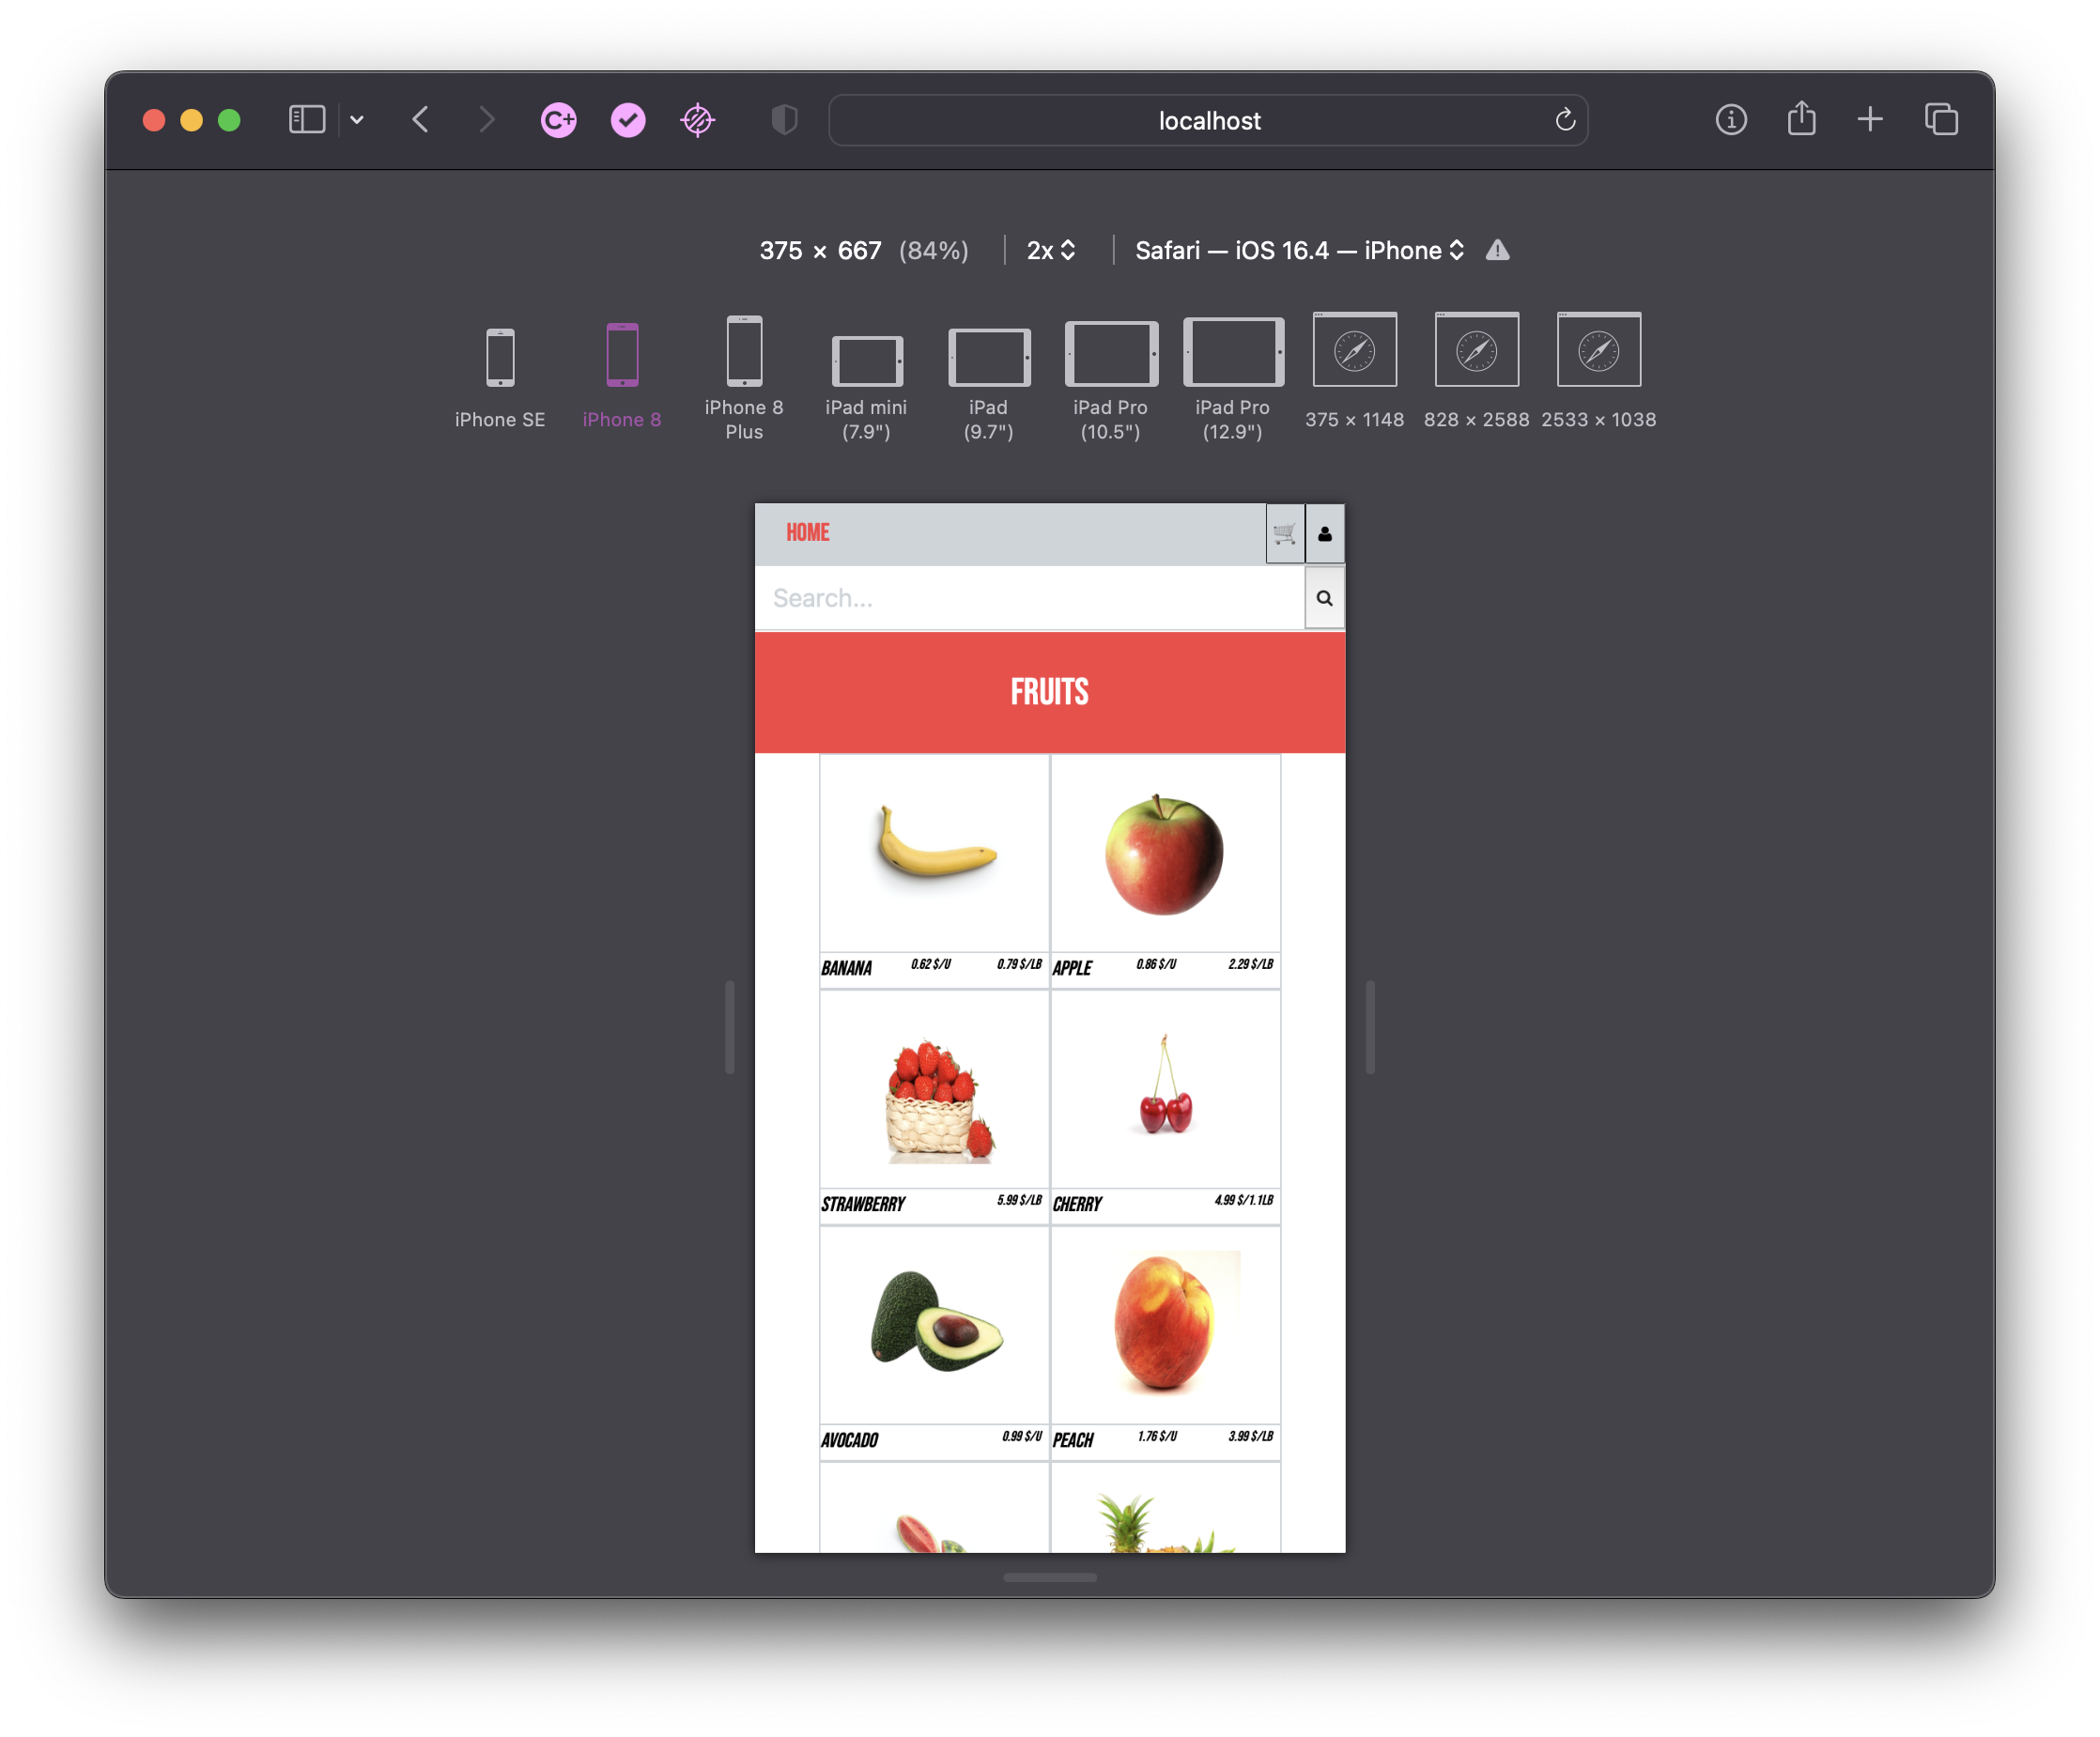 C+
localhost
375 × 667 (84%) 2x Safari — iOS 16.4 — iPhone
iPhone SE
iPhone 8
iPhone 8 Plus
iPad mini (7.9")
iPad (9.7")
iPad Pro (10.5")
iPad Pro (12.9")
375 × 1148
828 × 2588
2533 × 1038
HOME
Search...
FRUITS
BANANA 0.62 $/U 0.79 $/LB
APPLE 0.86 $/U 2.29 $/LB
STRAWBERRY 5.99 $/LB
CHERRY 4.99 $/1.1LB
AVOCADO 0.99 $/U
PEACH 1.76 $/U 3.99 $/LB